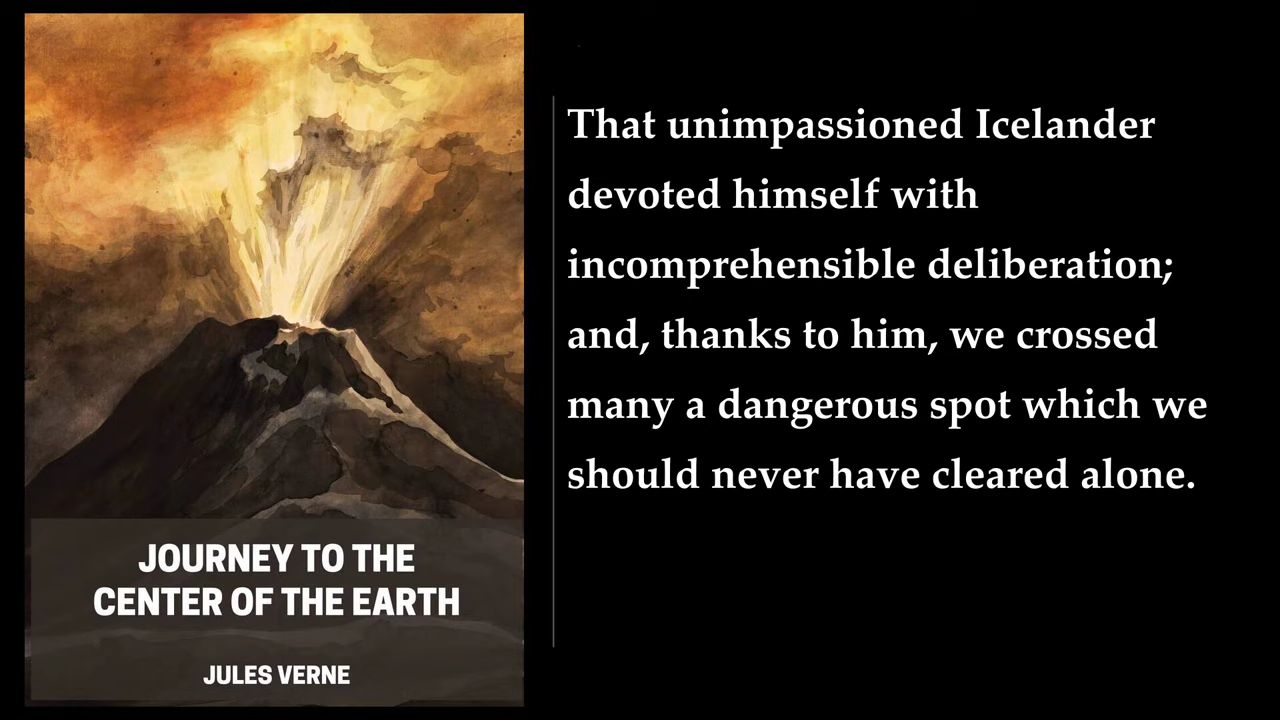 JOURNEY TO THE
CENTER OF THE EARTH
JULES VERNE
That unimpassioned Icelander
devoted himself with
incomprehensible deliberation;
and, thanks to him, we crossed
many a dangerous spot which we
should never have cleared alone.